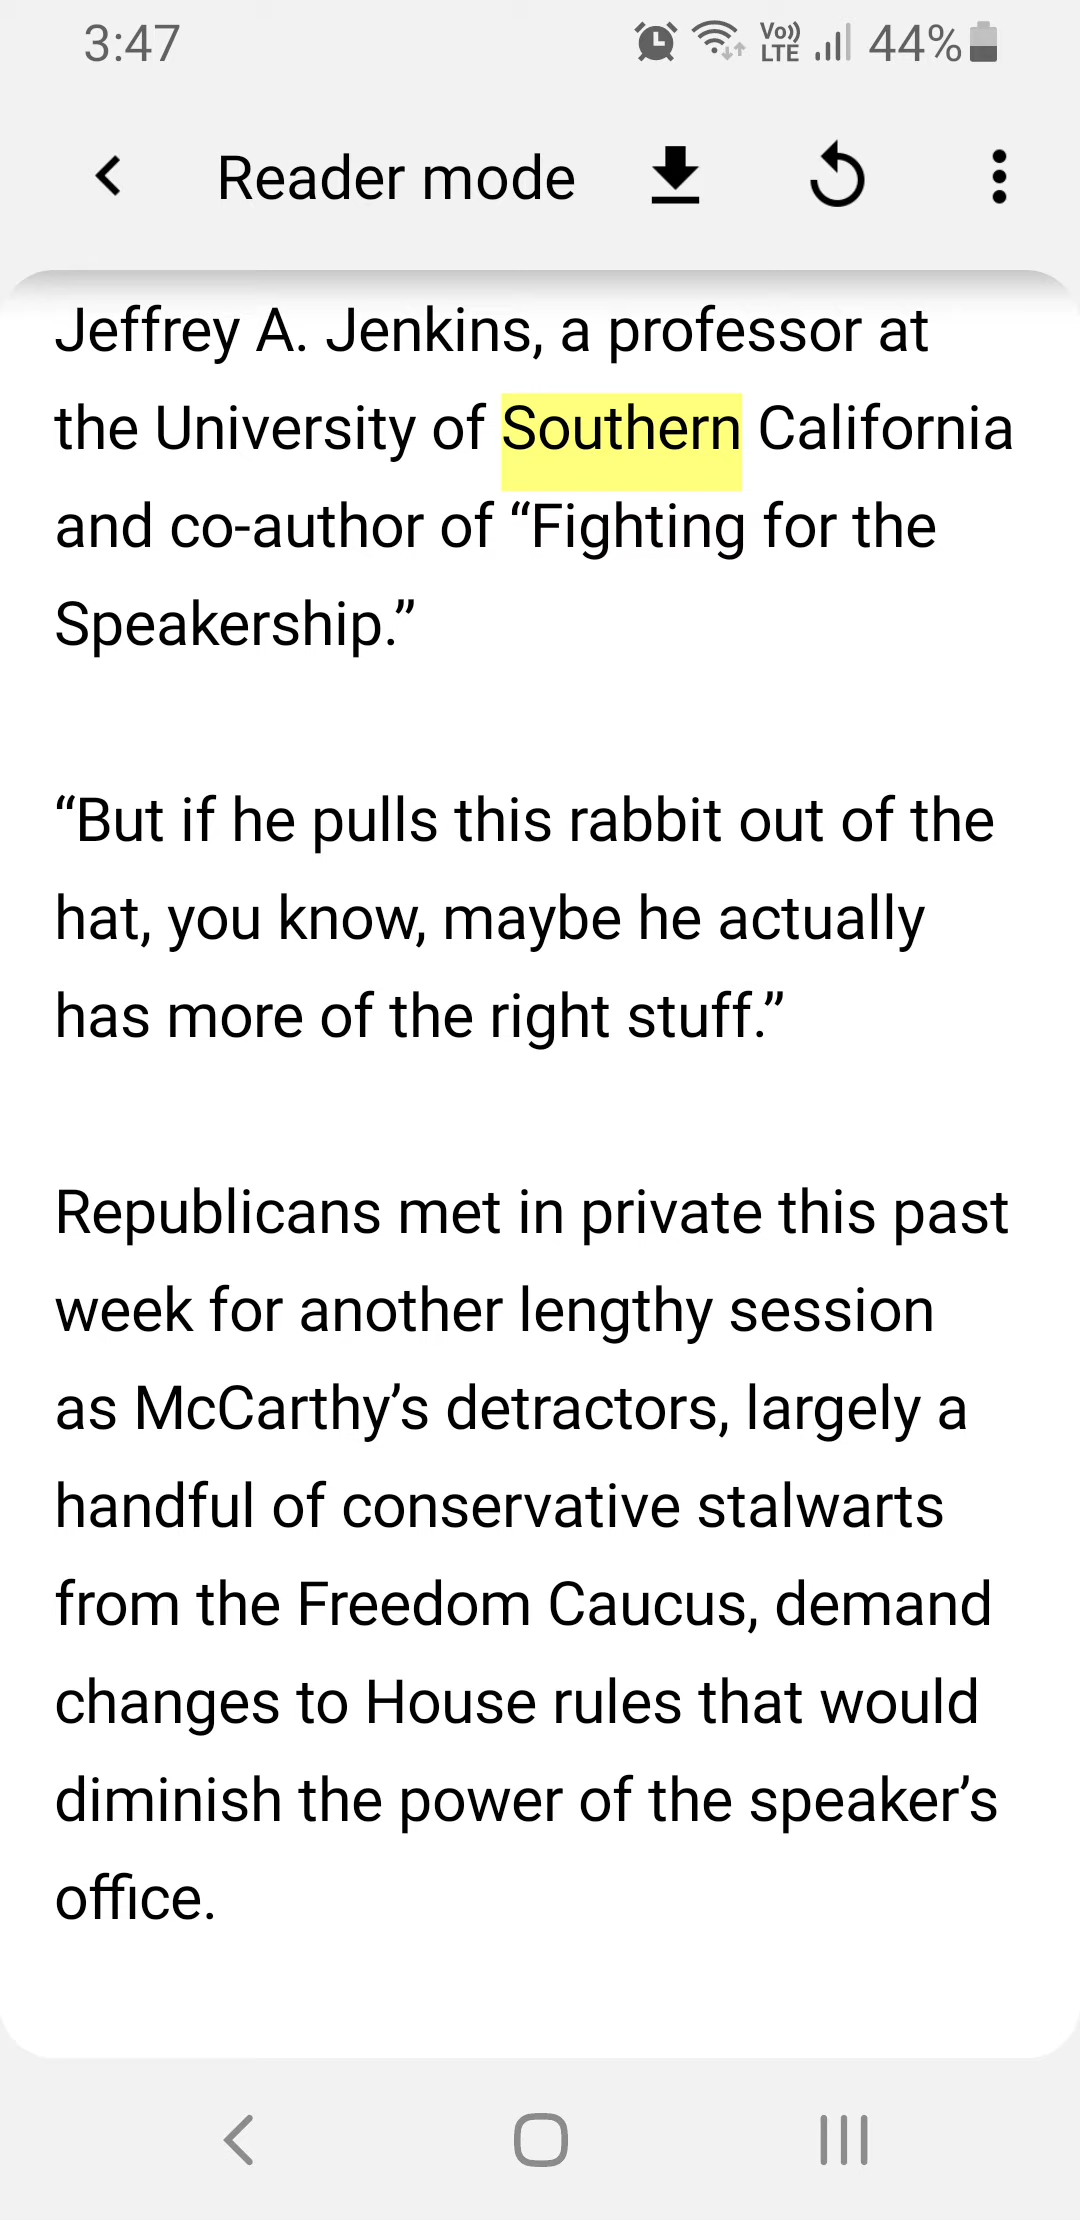 3:47
Vo)) LTE 44%
Reader mode
Jeffrey A. Jenkins, a professor at
the University of Southern California
and co-author of “Fighting for the
Speakership.”
“But if he pulls this rabbit out of the
hat, you know, maybe he actually
has more of the right stuff.”
Republicans met in private this past
week for another lengthy session
as McCarthy’s detractors, largely a
handful of conservative stalwarts
from the Freedom Caucus, demand
changes to House rules that would
diminish the power of the speaker’s
office.